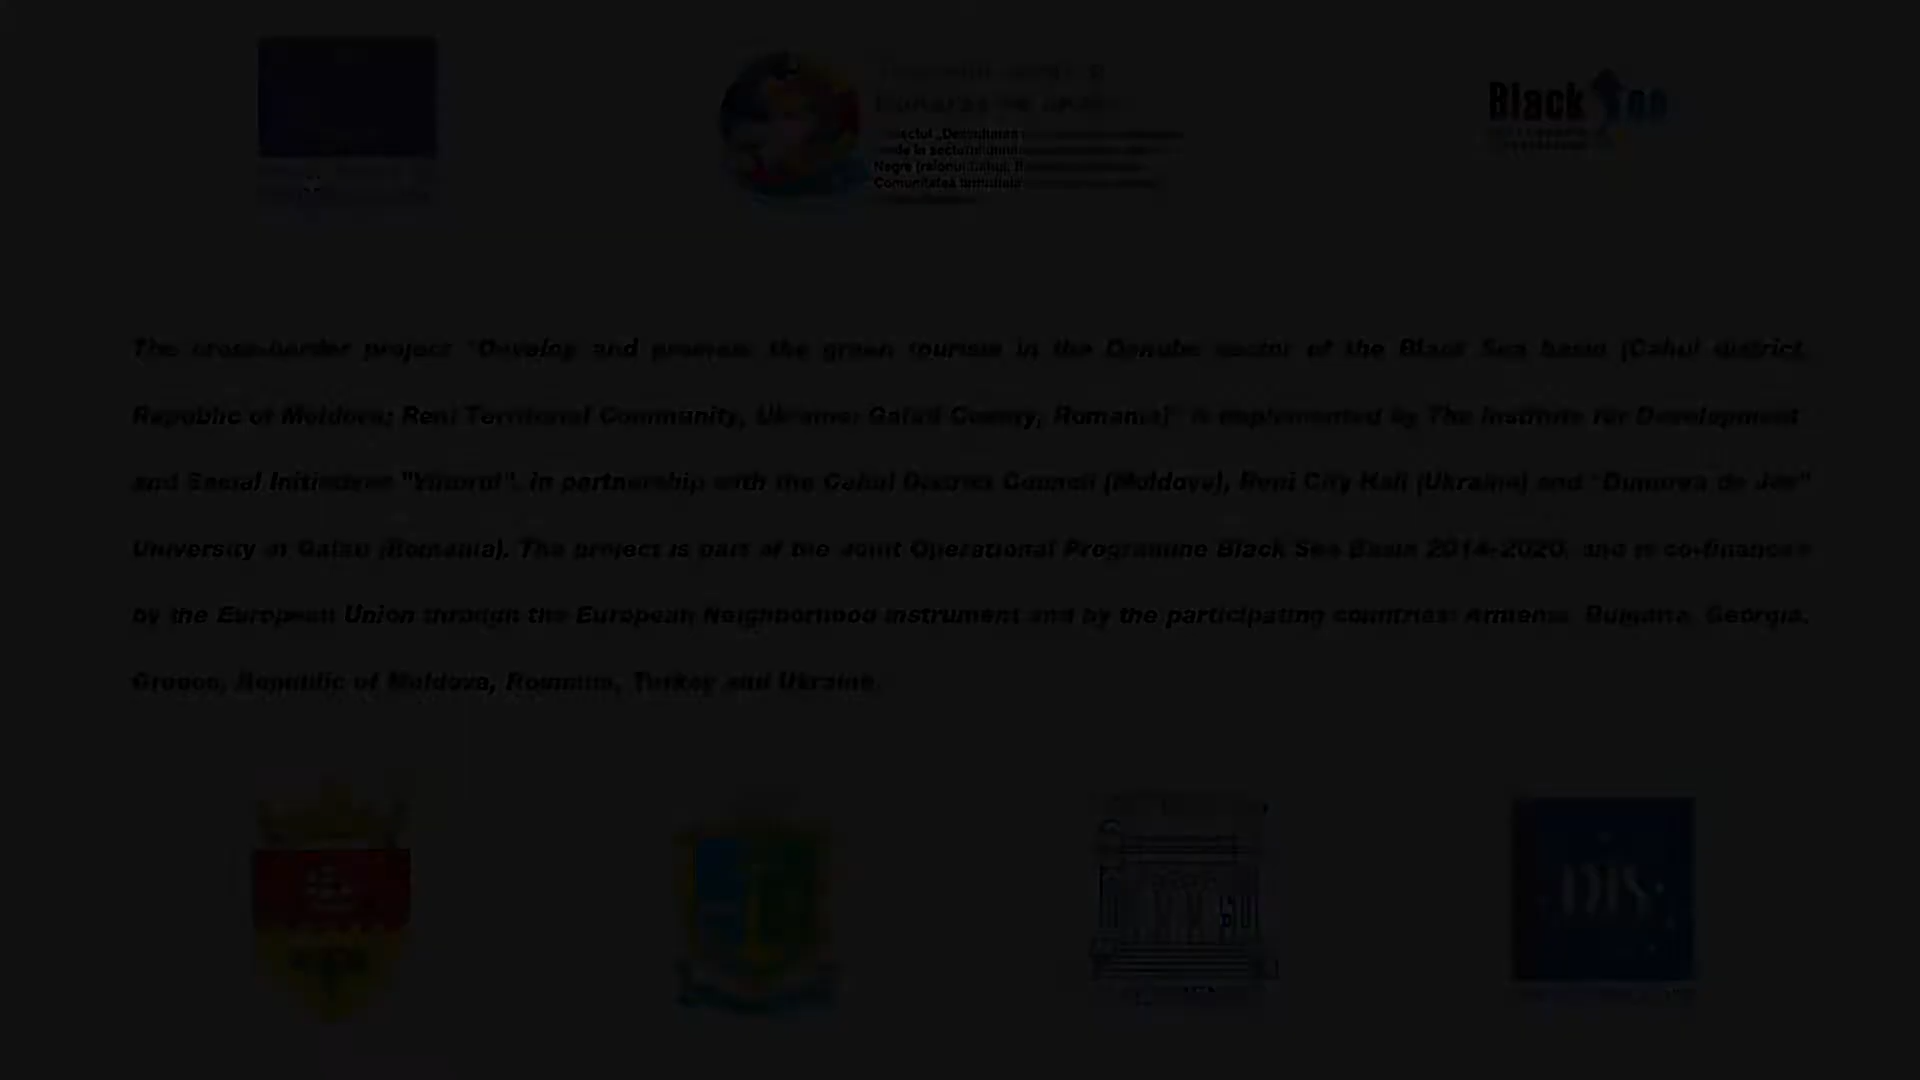 Black Sea
The cross-border project "Develop and promote the green tourism in the Danube sector of the Black Sea basin (Cahul district,
Republic of Moldova; Reni Territorial Community, Ukraine; Galati County, Romania)" is implemented by The Institute for Development
and Social Initiatives "Viitorul", in partnership with the Cahul District Council (Moldova), Reni City Hall (Ukraine) and "Dunarea de Jos"
University of Galati (Romania). The project is part of the Joint Operational Programme Black Sea Basin 2014-2020, and is co-financed
by the European Union through the European Neighborhood Instrument and by the participating countries: Armenia, Bulgaria, Georgia,
Greece, Republic of Moldova, Romania, Turkey and Ukraine.